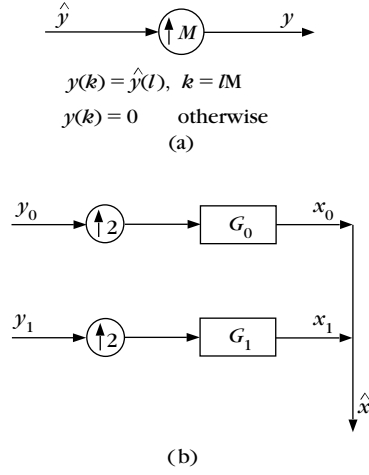 ŷ ↑ M y
y(k) = ŷ(l), k = lM
y(k) = 0 otherwise
(a)
y₀ ↑2 G₀ x₀
y₁ ↑2 G₁ x₁
x̂
(b)